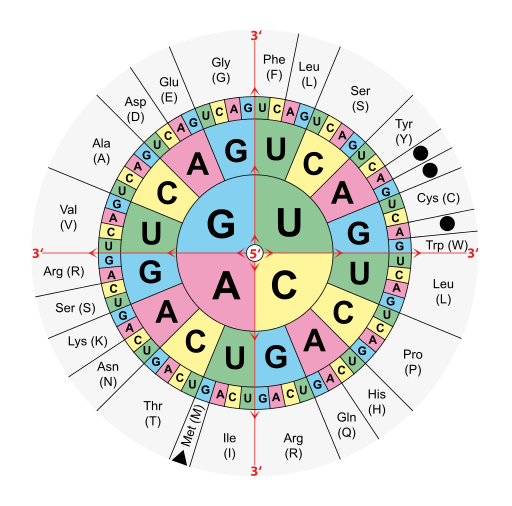 3‘
Phe
(F)
Leu
(L)
Ser
(S)
Tyr
(Y)
Cys (C)
Trp (W)
3‘
Leu
(L)
Pro
(P)
His
(H)
Gln
(Q)
Arg
(R)
3‘
Ile
(I)
Met (M)
Thr
(T)
Asn
(N)
Lys (K)
Ser (S)
Arg (R)
3‘
Val
(V)
Ala
(A)
Asp
(D)
Glu
(E)
Gly
(G)
U C A G U C A G U C A G U C A G
U C A G U C A G U C A G U C A G
U C A G U C A G U C A G U C A G
U C A G U C A G U C A G U C A G
U C A G
U C A G
U C A G
U C A G
U C A G
5‘